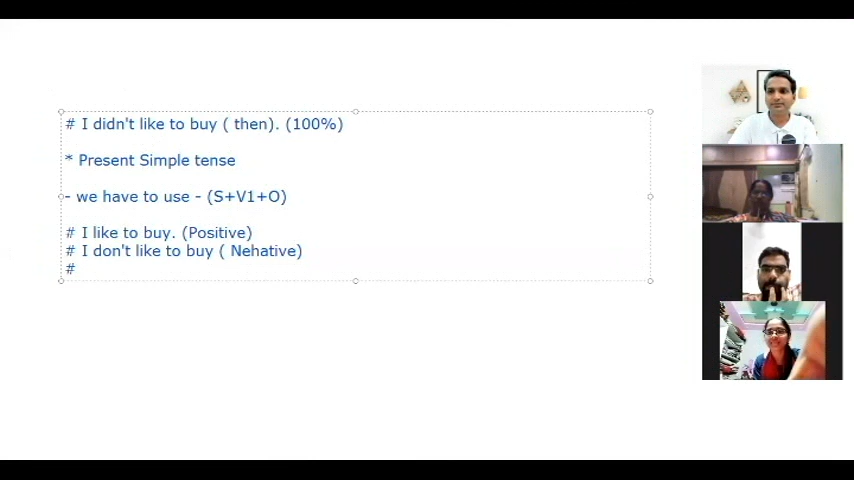 # I didn't like to buy ( then). (100%)
* Present Simple tense
- we have to use - (S+V1+O)
# I like to buy. (Positive)
# I don't like to buy ( Nehative)
#